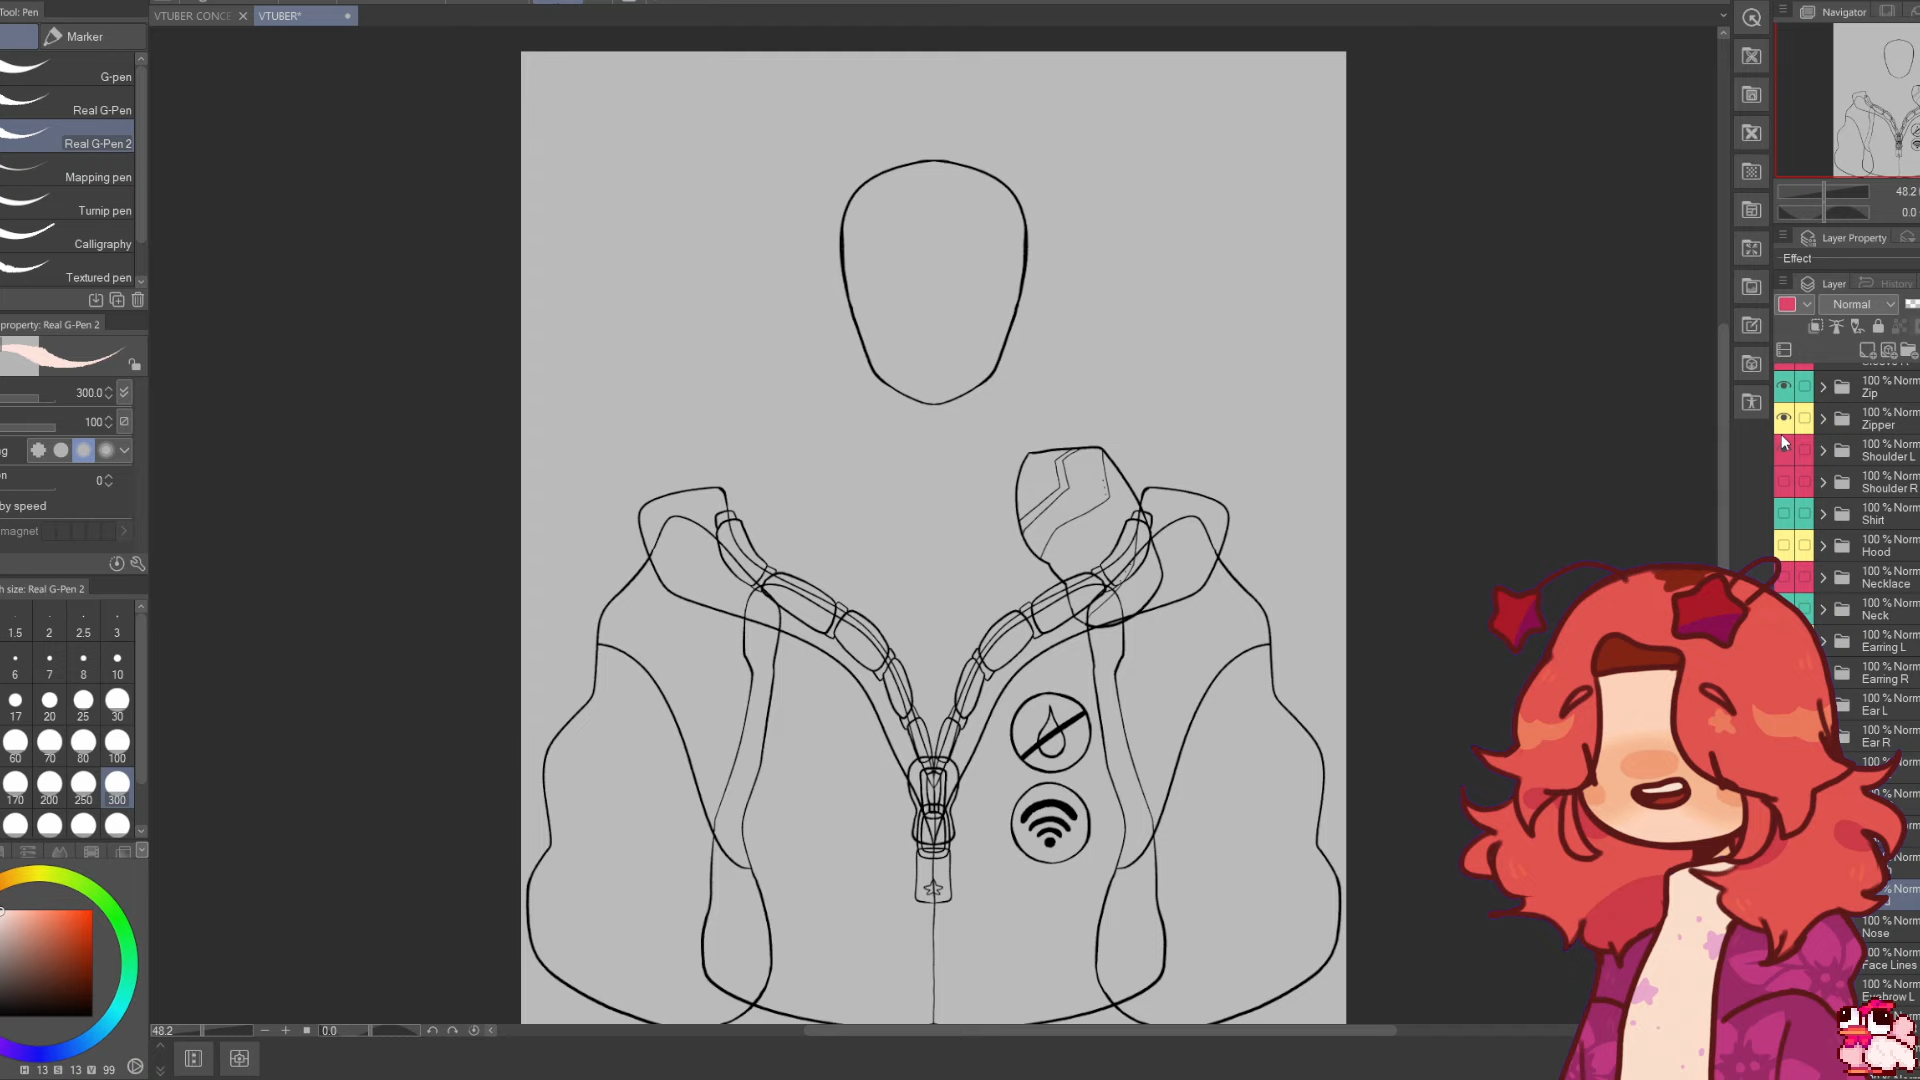 Tool: Pen
VTUBER CONCE
VTUBER*
Navigator
Marker
G-pen
Real G-Pen
Real G-Pen 2
Mapping pen
Turnip pen
Calligraphy
Textured pen
property: Real G-Pen 2
300.0
100
0
by speed
magnet
size: Real G-Pen 2
1.5 2 2.5 3
6 7 8 10
17 20 25 30
60 70 80 100
170 200 250 300
H 13 S 13 V 99
48.2
0.0
48.2
0.0
Layer Property
Effect
Layer
History
Normal
100 % Norm
Zip
100 % Norm
Zipper
100 % Norm
Shoulder L
100 % Norm
Shoulder R
100 % Norm
Shirt
100 % Norm
Hood
100 % Norm
Necklace
100 % Norm
Neck
100 % Norm
Earring L
100 % Norm
Earring R
100 % Norm
Ear L
100 % Norm
Ear R
% Norm
Nose
100 % Norm
Face Lines
100 % Norm
Eyebrow L